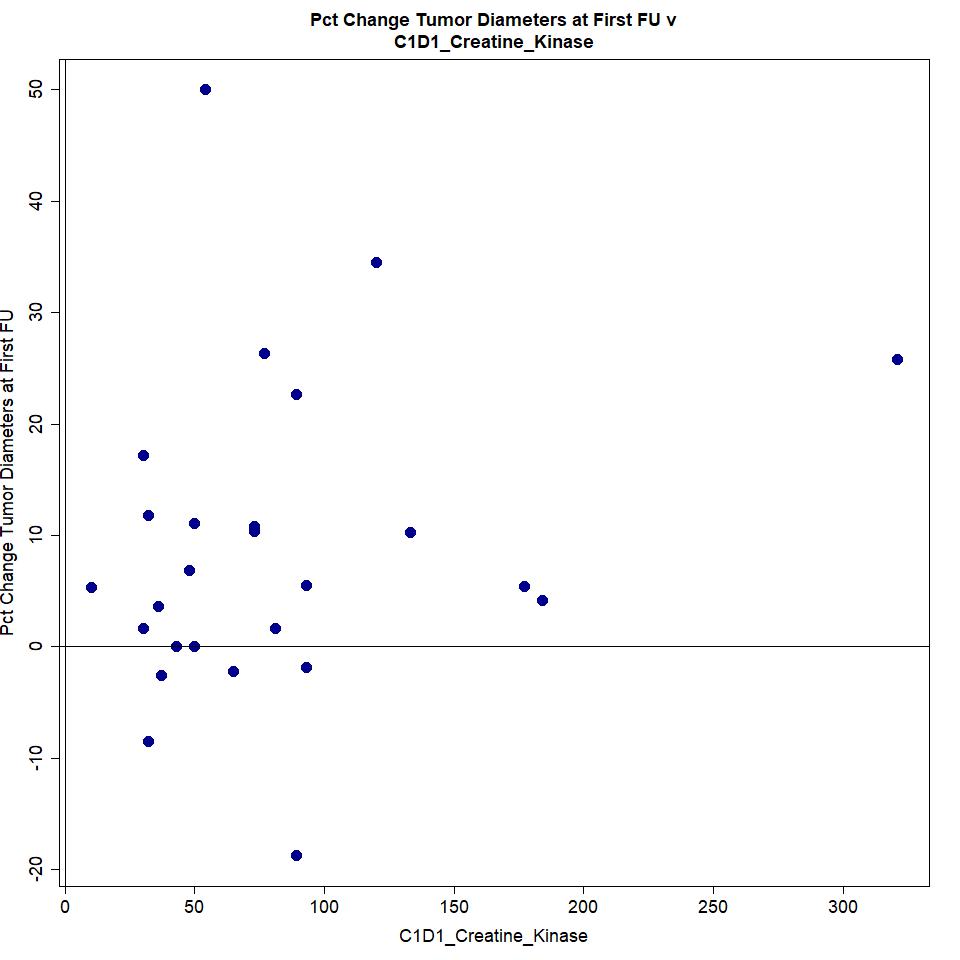 Pct Change Tumor Diameters at First FU v
C1D1_Creatine_Kinase
Pct Change Tumor Diameters at First FU
50
40
30
20
10
0
-10
-20
0 50 100 150 200 250 300
C1D1_Creatine_Kinase